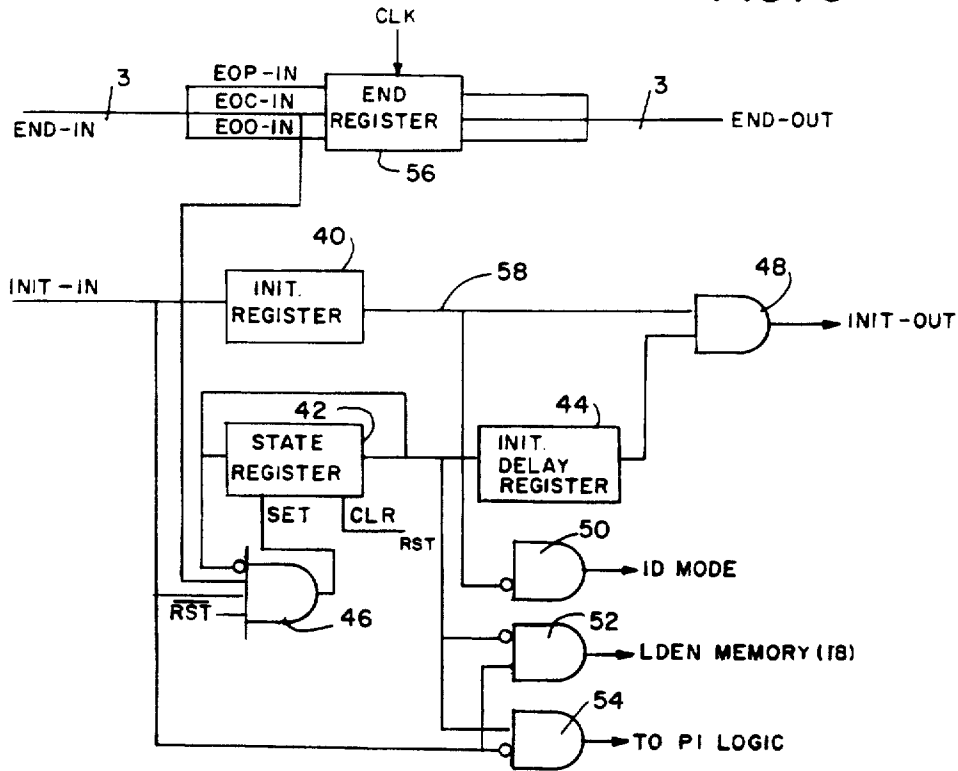 CLK
3
EOP-IN
EOC-IN
EOO-IN
END-IN
END
REGISTER
56
3
END-OUT
40
58
48
INIT-IN
INIT.
REGISTER
INIT-OUT
42
44
STATE
REGISTER
INIT.
DELAY
REGISTER
SET
CLR
RST
50
ID MODE
RST
46
52
LDEN MEMORY (18)
54
TO PI LOGIC